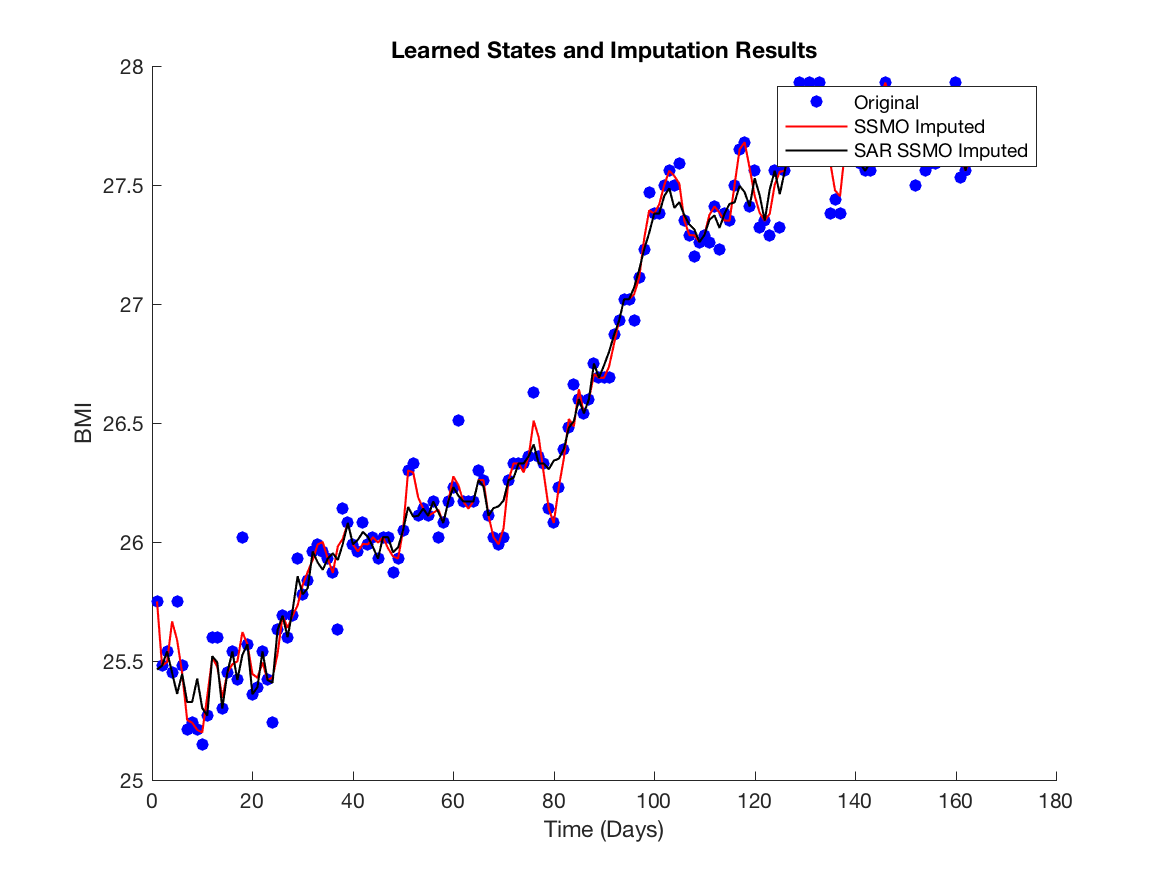 Learned States and Imputation Results
28
27.5
27
26.5
26
25.5
25
BMI
Original
SSMO Imputed
SAR SSMO Imputed
0 20 40 60 80 100 120 140 160 180
Time (Days)